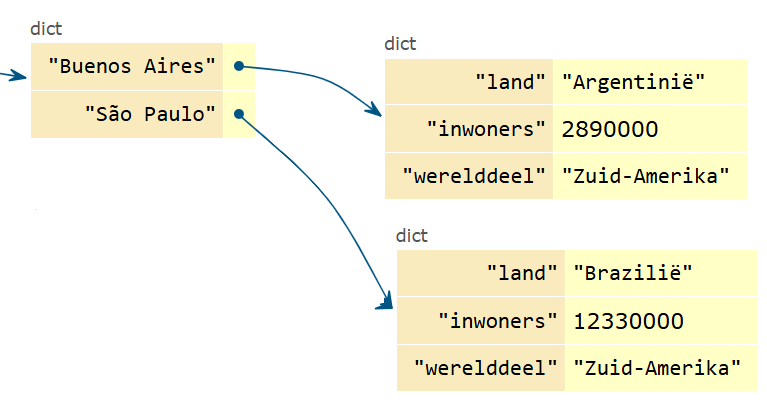 dict
"Buenos Aires"
"São Paulo"
dict
"land" "Argentinië"
"inwoners" 2890000
"werelddeel" "Zuid-Amerika"
dict
"land" "Brazilië"
"inwoners" 12330000
"werelddeel" "Zuid-Amerika"